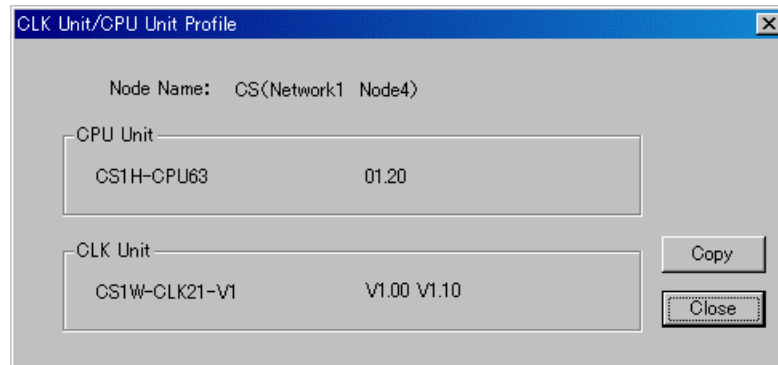 CLK Unit/CPU Unit Profile
Node Name: CS(Network1 Node4)
CPU Unit
CS1H-CPU63 01.20
CLK Unit
CS1W-CLK21-V1 V1.00 V1.10
Copy
Close